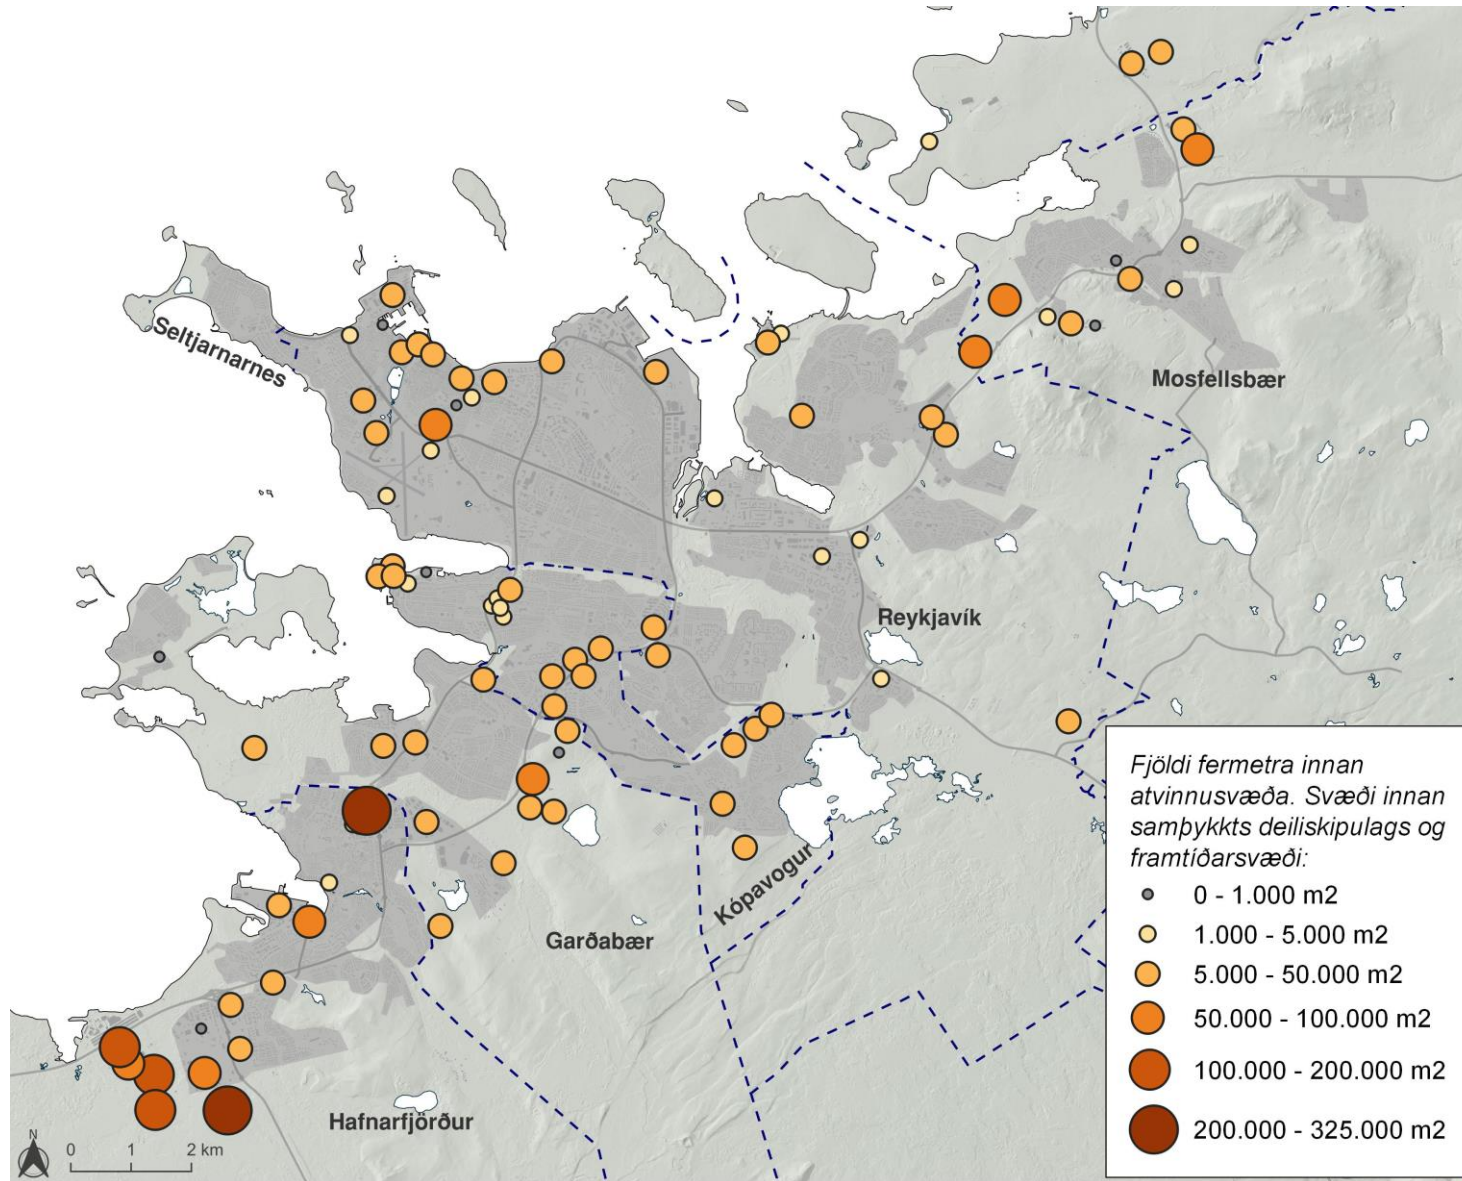 Seltjarnarnes
Mosfellsbær
Reykjavík
Kópavogur
Garðabær
Hafnarfjörður
Fjöldi fermetra innan
atvinnusvæða. Svæði innan
samþykkts deiliskipulags og
framtíðarsvæði:
0 - 1.000 m2
1.000 - 5.000 m2
5.000 - 50.000 m2
50.000 - 100.000 m2
100.000 - 200.000 m2
200.000 - 325.000 m2
N
0 1 2 km